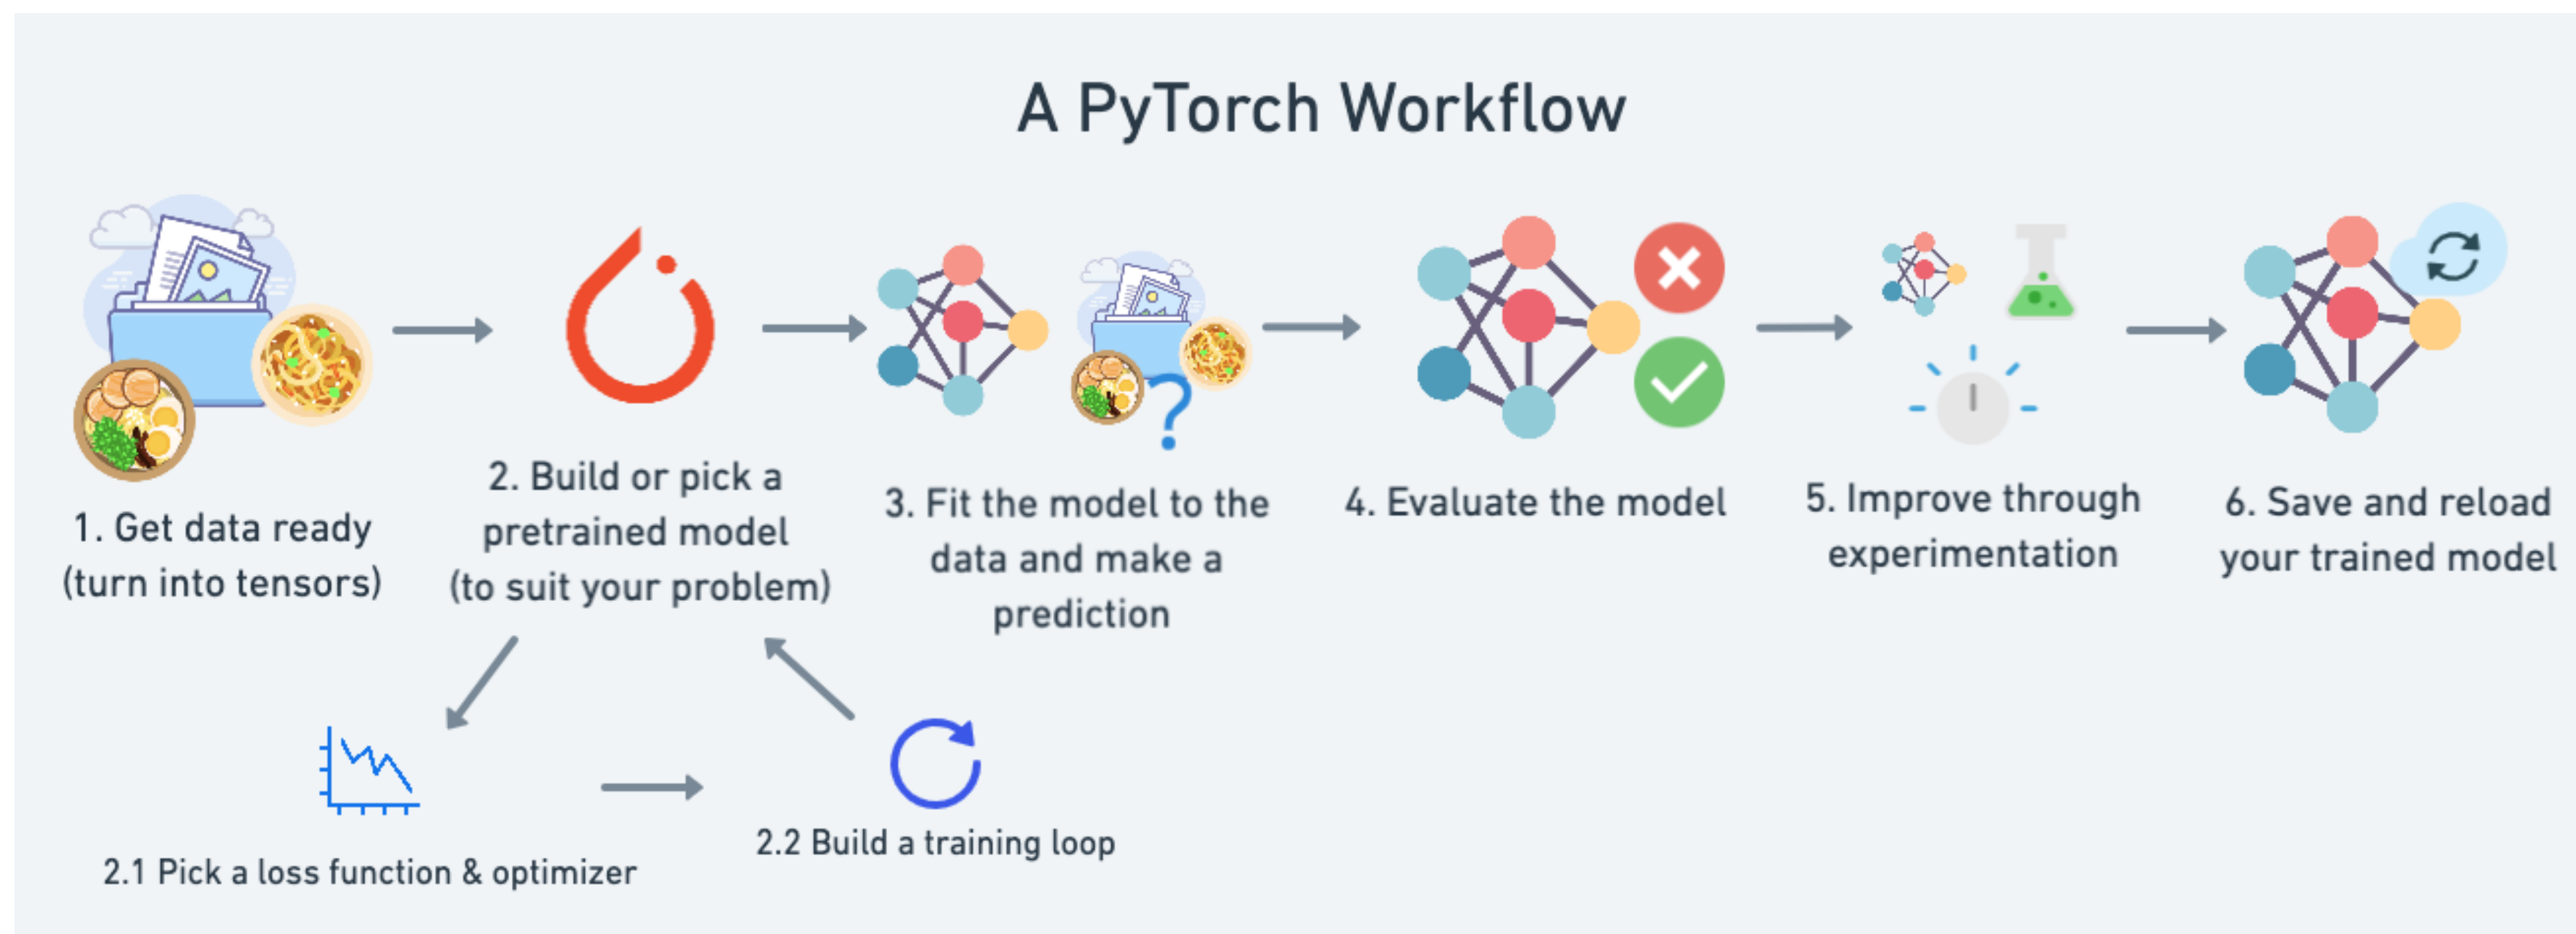 A PyTorch Workflow
1. Get data ready
(turn into tensors)
2. Build or pick a
pretrained model
(to suit your problem)
3. Fit the model to the
data and make a
prediction
4. Evaluate the model
5. Improve through
experimentation
6. Save and reload
your trained model
2.1 Pick a loss function & optimizer
2.2 Build a training loop